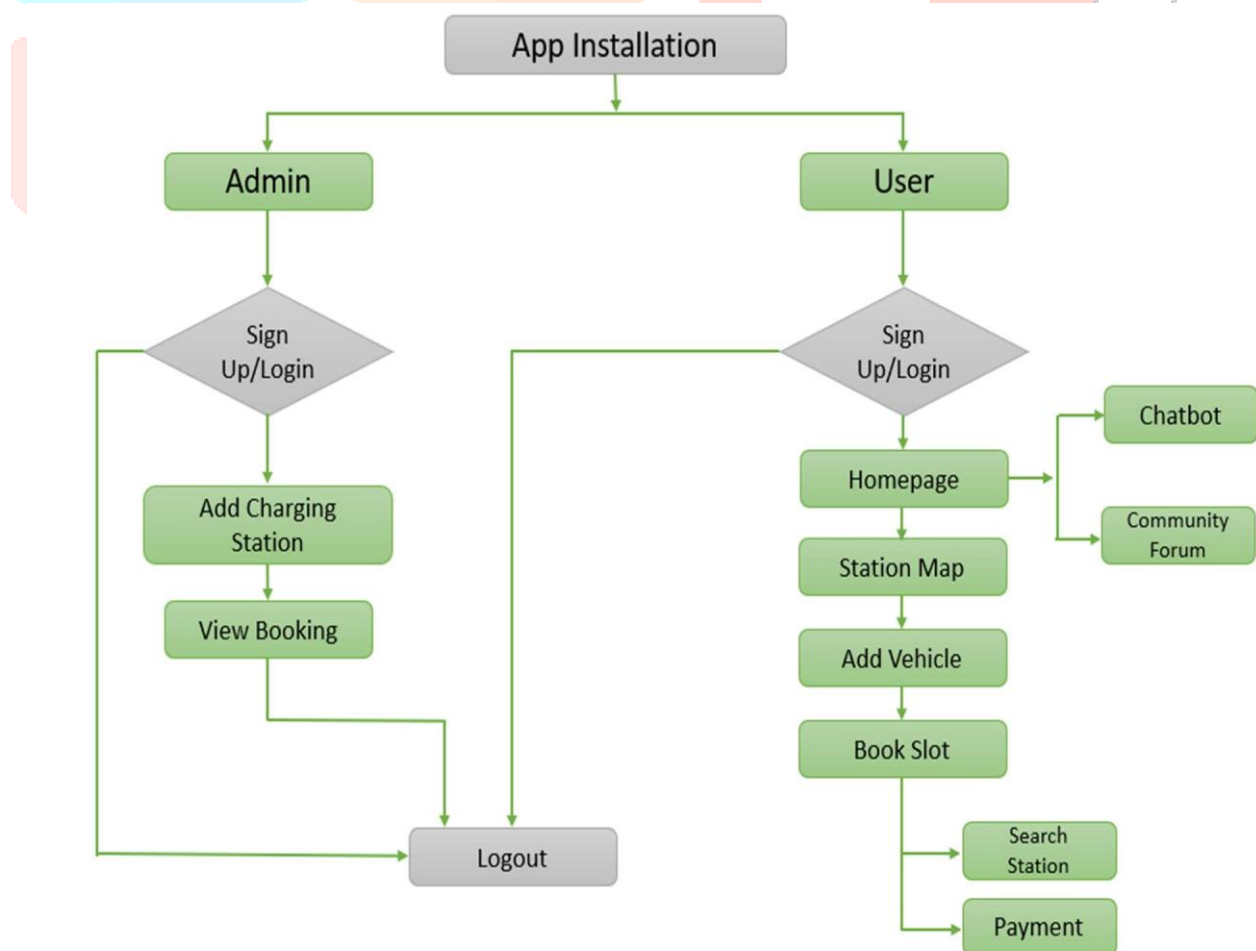 App Installation
Admin
User
Sign
Up/Login
Sign
Up/Login
Chatbot
Homepage
Add Charging
Station
Community
Forum
Station Map
View Booking
Add Vehicle
Book Slot
Logout
Search
Station
Payment